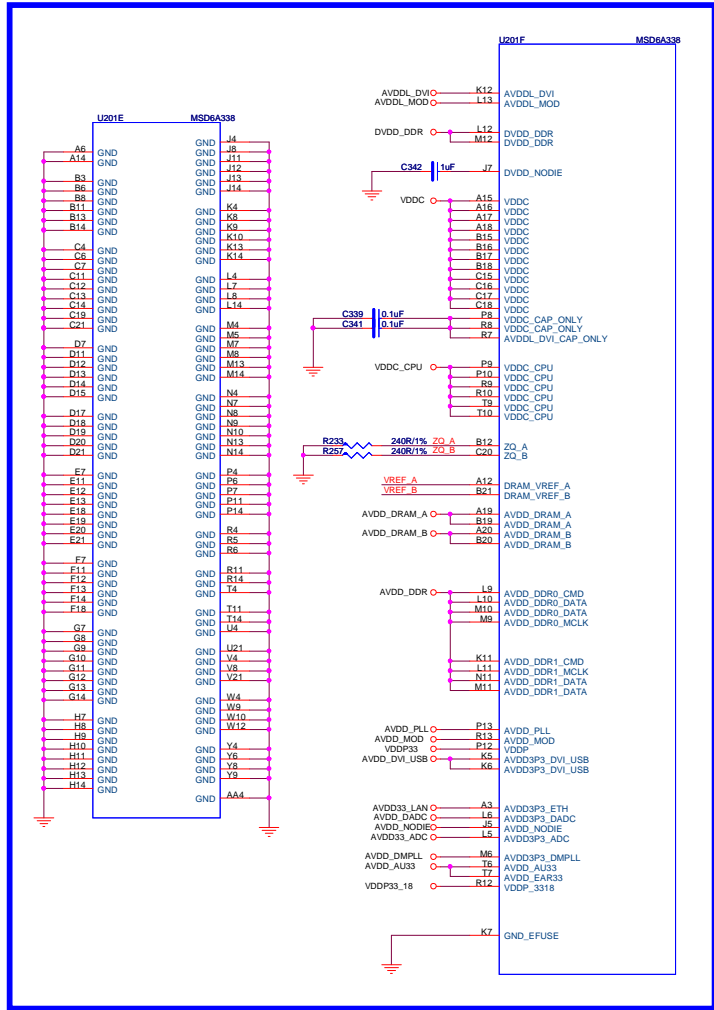 U201E MSD6A338
A6 GND
A14 GND
B3 GND
B6 GND
B8 GND
B11 GND
B13 GND
B14 GND
C4 GND
C6 GND
C7 GND
C11 GND
C12 GND
C13 GND
C14 GND
C19 GND
C21 GND
D7 GND
D11 GND
D12 GND
D13 GND
D14 GND
D15 GND
D17 GND
D18 GND
D19 GND
D20 GND
D21 GND
E7 GND
E11 GND
E12 GND
E13 GND
E18 GND
E19 GND
E20 GND
E21 GND
F7 GND
F11 GND
F12 GND
F13 GND
F14 GND
F18 GND
G7 GND
G8 GND
G9 GND
G10 GND
G11 GND
G12 GND
G13 GND
G14 GND
H7 GND
H8 GND
H9 GND
H10 GND
H11 GND
H12 GND
H13 GND
H14 GND
GND J4
GND J8
GND J11
GND J12
GND J13
GND J14
GND K4
GND K8
GND K9
GND K10
GND K13
GND K14
GND L4
GND L7
GND L8
GND L14
GND M4
GND M5
GND M7
GND M8
GND M13
GND M14
GND N4
GND N7
GND N8
GND N9
GND N10
GND N13
GND N14
GND P4
GND P6
GND P7
GND P11
GND P14
GND R4
GND R5
GND R6
GND R11
GND R14
GND T4
GND T11
GND T14
GND U4
GND U21
GND V4
GND V8
GND V21
GND W4
GND W9
GND W10
GND W12
GND Y4
GND Y6
GND Y8
GND Y9
GND AA4
U201F MSD6A338
AVDDL_DVI K12 AVDDL_DVI
AVDDL_MOD L13 AVDDL_MOD
DVDD_DDR L12 DVDD_DDR
M12 DVDD_DDR
C342 1uF J7 DVDD_NODIE
VDDC A15 VDDC
A16 VDDC
A17 VDDC
A18 VDDC
B15 VDDC
B16 VDDC
B17 VDDC
B18 VDDC
C15 VDDC
C16 VDDC
C17 VDDC
C18 VDDC
C339 0.1uF P8 VDDC_CAP_ONLY
C341 0.1uF R8 VDDC_CAP_ONLY
R7 AVDDL_DVI_CAP_ONLY
VDDC_CPU P9 VDDC_CPU
P10 VDDC_CPU
R9 VDDC_CPU
R10 VDDC_CPU
T9 VDDC_CPU
T10 VDDC_CPU
R233 240R/1% ZQ_A B12 ZQ_A
R257 240R/1% ZQ_B C20 ZQ_B
VREF_A A12 DRAM_VREF_A
VREF_B B21 DRAM_VREF_B
AVDD_DRAM_A A19 AVDD_DRAM_A
B19 AVDD_DRAM_A
AVDD_DRAM_B A20 AVDD_DRAM_B
B20 AVDD_DRAM_B
AVDD_DDR L9 AVDD_DDR0_CMD
L10 AVDD_DDR0_DATA
M10 AVDD_DDR0_DATA
M9 AVDD_DDR0_MCLK
K11 AVDD_DDR1_CMD
L11 AVDD_DDR1_MCLK
N11 AVDD_DDR1_DATA
M11 AVDD_DDR1_DATA
AVDD_PLL P13 AVDD_PLL
AVDD_MOD R13 AVDD_MOD
VDDP33 P12 VDDP
AVDD_DVI_USB K5 AVDD3P3_DVI_USB
K6 AVDD3P3_DVI_USB
AVDD33_LAN A3 AVDD3P3_ETH
AVDD_DADC L6 AVDD3P3_DADC
AVDD_NODIE J5 AVDD_NODIE
AVDD33_ADC L5 AVDD3P3_ADC
AVDD_DMPLL M6 AVDD3P3_DMPLL
AVDD_AU33 T6 AVDD_AU33
T7 AVDD_EAR33
VDDP33_18 R12 VDDP_3318
K7 GND_EFUSE